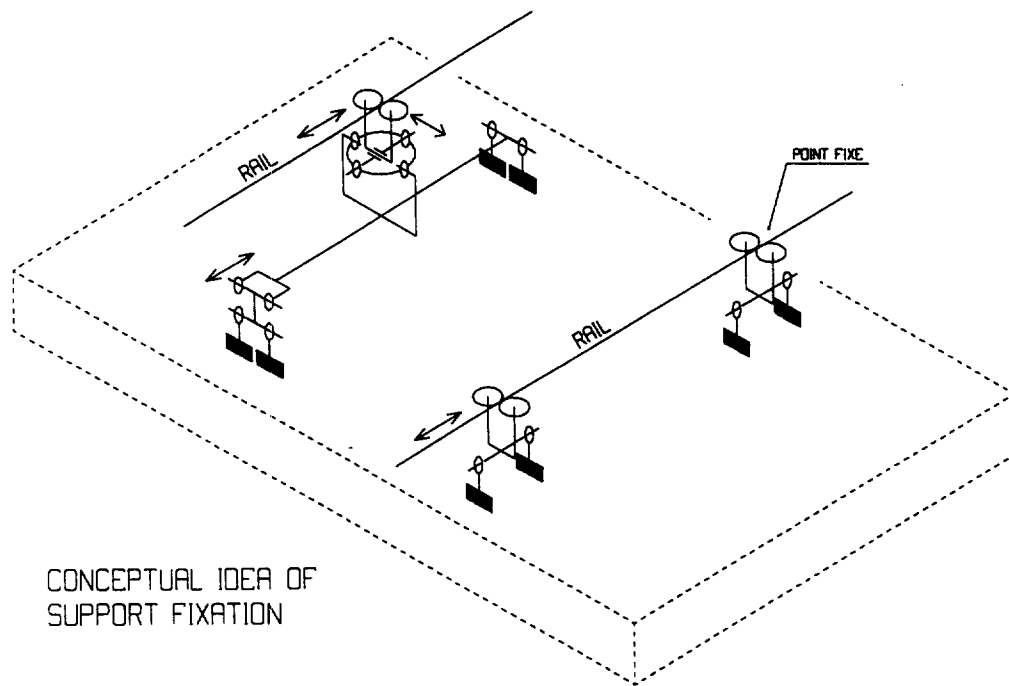 RAIL
POINT FIXE
RAIL
CONCEPTUAL IDEA OF
SUPPORT FIXATION